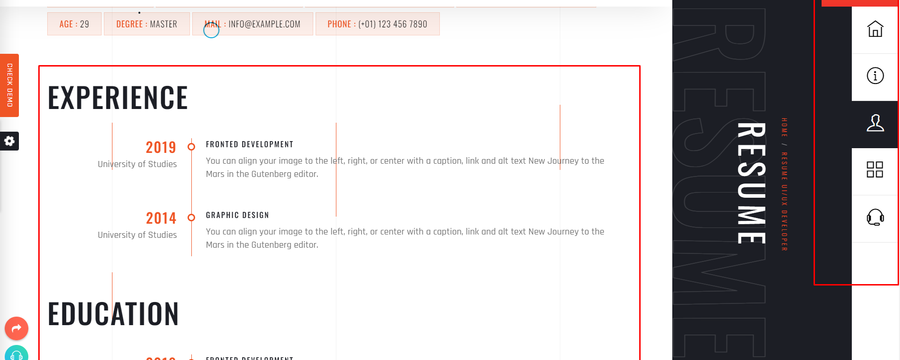 AGE : 29
DEGREE : MASTER
MAIL : INFO@EXAMPLE.COM
PHONE : (+01) 123 456 7890
CHECK DEMO
EXPERIENCE
2019
University of Studies
FRONTED DEVELOPMENT
You can align your image to the left, right, or center with a caption, link and alt text New Journey to the
Mars in the Gutenberg editor.
2014
University of Studies
GRAPHIC DESIGN
You can align your image to the left, right, or center with a caption, link and alt text New Journey to the
Mars in the Gutenberg editor.
EDUCATION
FRONTED DEVELOPMENT
RESUME
RESUME
HOME / RESUME UI/UX DEVELOPER